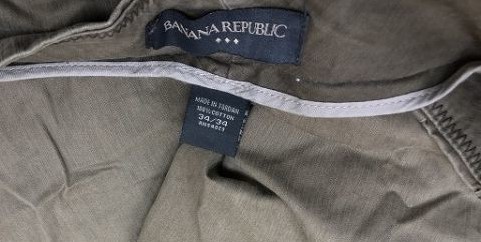 BANANA REPUBLIC
MADE IN JORDAN
100% COTTON
34/34